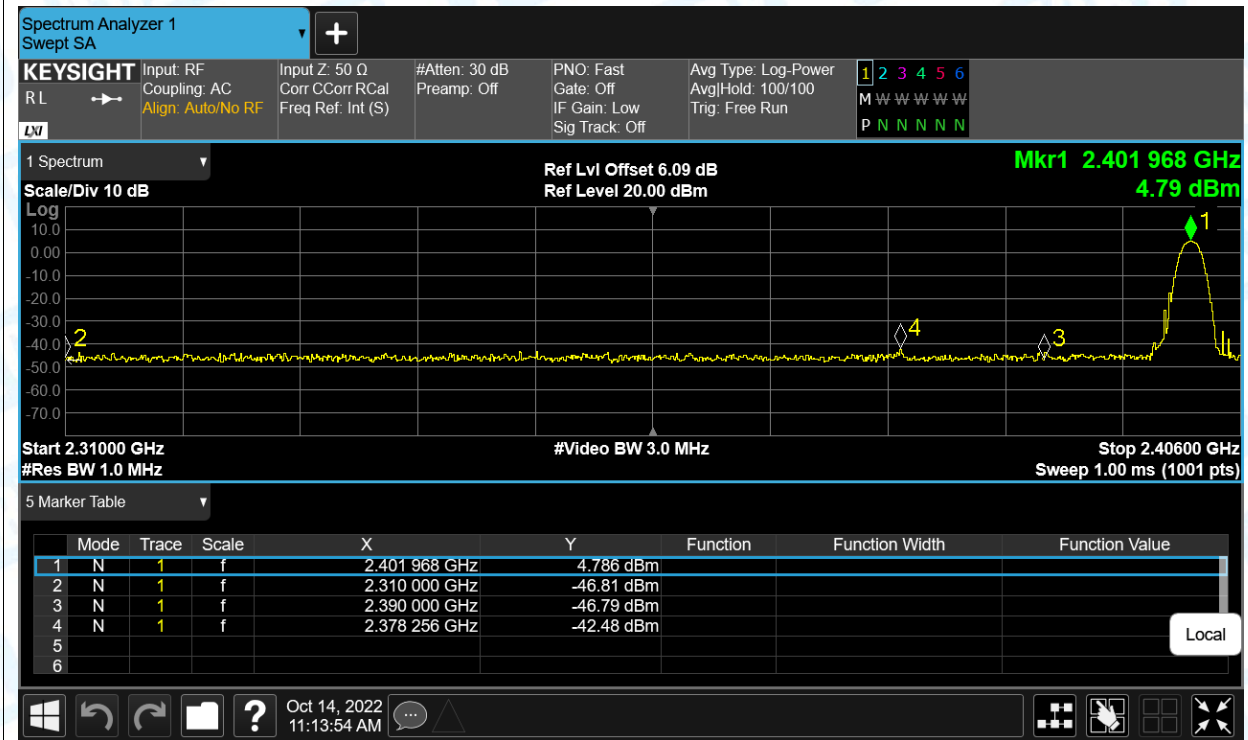 Spectrum Analyzer 1
Swept SA
+
KEYSIGHT Input: RF Input Z: 50 Ω #Atten: 30 dB PNO: Fast Avg Type: Log-Power 1 2 3 4 5 6
R L Coupling: AC Corr CCorr RCal Preamp: Off Gate: Off Avg|Hold: 100/100 M W W W W W W
Align: Auto/No RF Freq Ref: Int (S) IF Gain: Low Trig: Free Run
LXI Sig Track: Off P N N N N N N
1 Spectrum Ref Lvl Offset 6.09 dB Mkr1 2.401 968 GHz
Scale/Div 10 dB Ref Level 20.00 dBm 4.79 dBm
Log
10.0 1
0.00
-10.0
-20.0
-30.0
-40.0 2 4 3
-50.0
-60.0
-70.0
Start 2.31000 GHz #Video BW 3.0 MHz Stop 2.40600 GHz
#Res BW 1.0 MHz Sweep 1.00 ms (1001 pts)
5 Marker Table
Mode Trace Scale X Y Function Function Width Function Value
1 N 1 f 2.401 968 GHz 4.786 dBm
2 N 1 f 2.310 000 GHz -46.81 dBm
3 N 1 f 2.390 000 GHz -46.79 dBm
4 N 1 f 2.378 256 GHz -42.48 dBm
5
6
Local
? Oct 14, 2022
11:13:54 AM